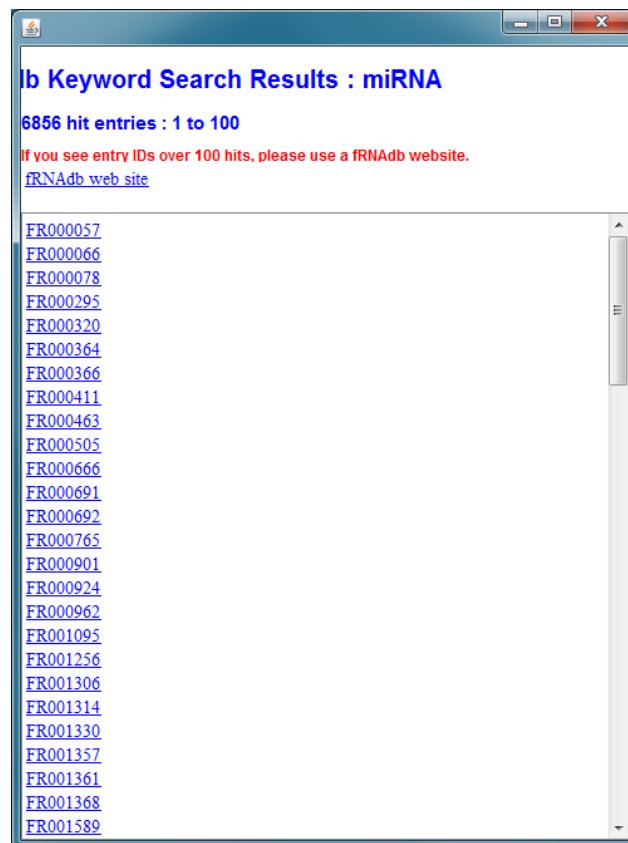 lb Keyword Search Results : miRNA
6856 hit entries : 1 to 100
If you see entry IDs over 100 hits, please use a fRNAdb website.
fRNAdb web site
FR000057
FR000066
FR000078
FR000295
FR000320
FR000364
FR000366
FR000411
FR000463
FR000505
FR000666
FR000691
FR000692
FR000765
FR000901
FR000924
FR000962
FR001095
FR001256
FR001306
FR001314
FR001330
FR001357
FR001361
FR001368
FR001589